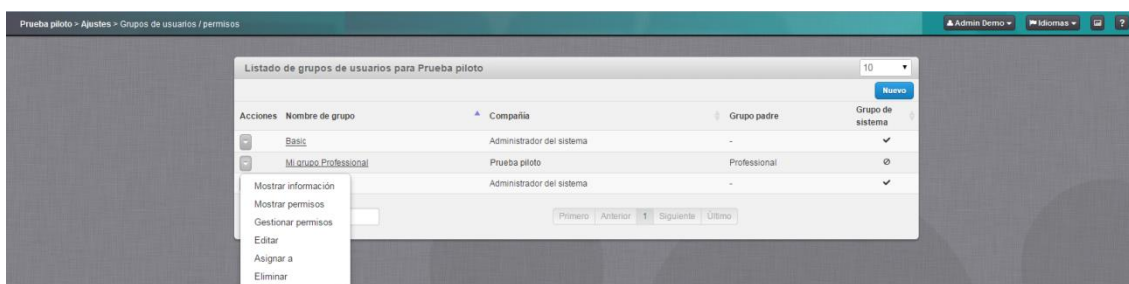 Prueba piloto > Ajustes > Grupos de usuarios / permisos
Admin Demo
Idiomas
?
Listado de grupos de usuarios para Prueba piloto
10
Nuevo
Acciones Nombre de grupo Compañía Grupo padre Grupo de sistema
Basic Administrador del sistema -
Mi grupo Professional Prueba piloto Professional
Administrador del sistema -
Mostrar información
Mostrar permisos
Gestionar permisos
Editar
Asignar a
Eliminar
Primero Anterior 1 Siguiente Último